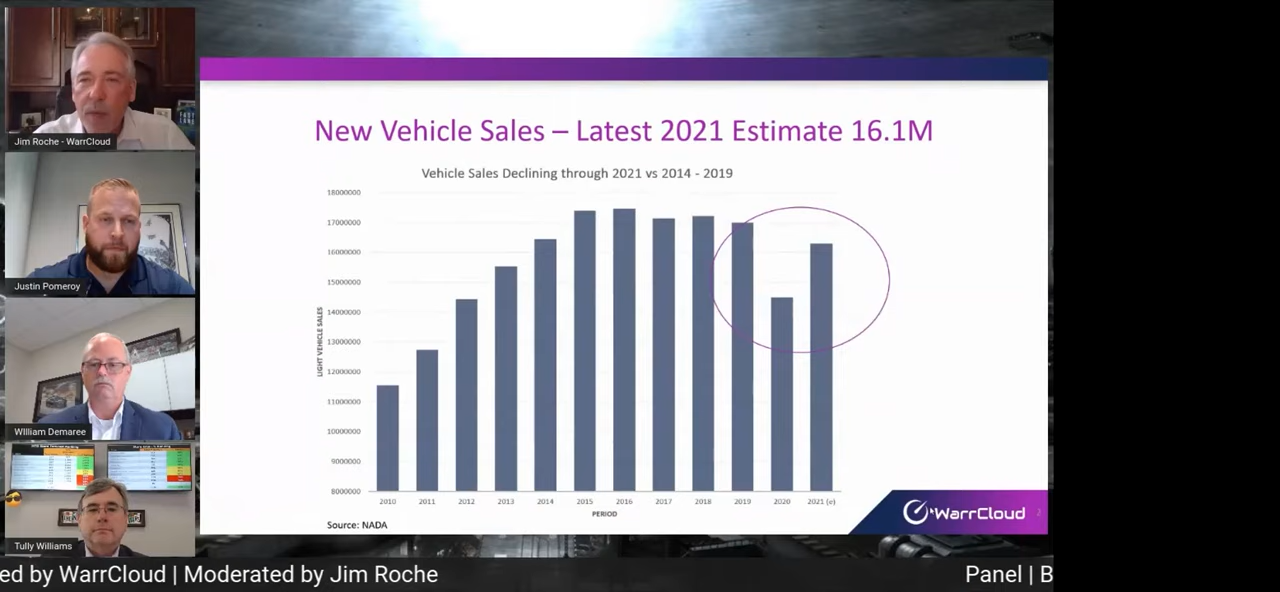 Jim Roche - WarrCloud
Justin Pomeroy
WIlliam Demaree
Tully Williams
New Vehicle Sales – Latest 2021 Estimate 16.1M
Vehicle Sales Declining through 2021 vs 2014 - 2019
18000000
17000000
16000000
15000000
14000000
13000000
12000000
11000000
10000000
9000000
8000000
LIGHT VEHICLE SALES
2010 2011 2012 2013 2014 2015 2016 2017 2018 2019 2020 2021 (e)
PERIOD
Source: NADA
WarrCloud
ed by WarrCloud | Moderated by Jim Roche
Panel | B